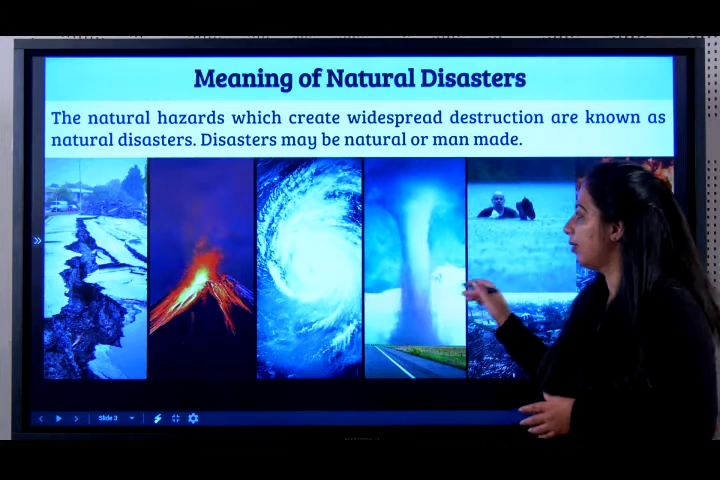 Meaning of Natural Disasters
The natural hazards which create widespread destruction are known as
natural disasters. Disasters may be natural or man made.
Slide 3